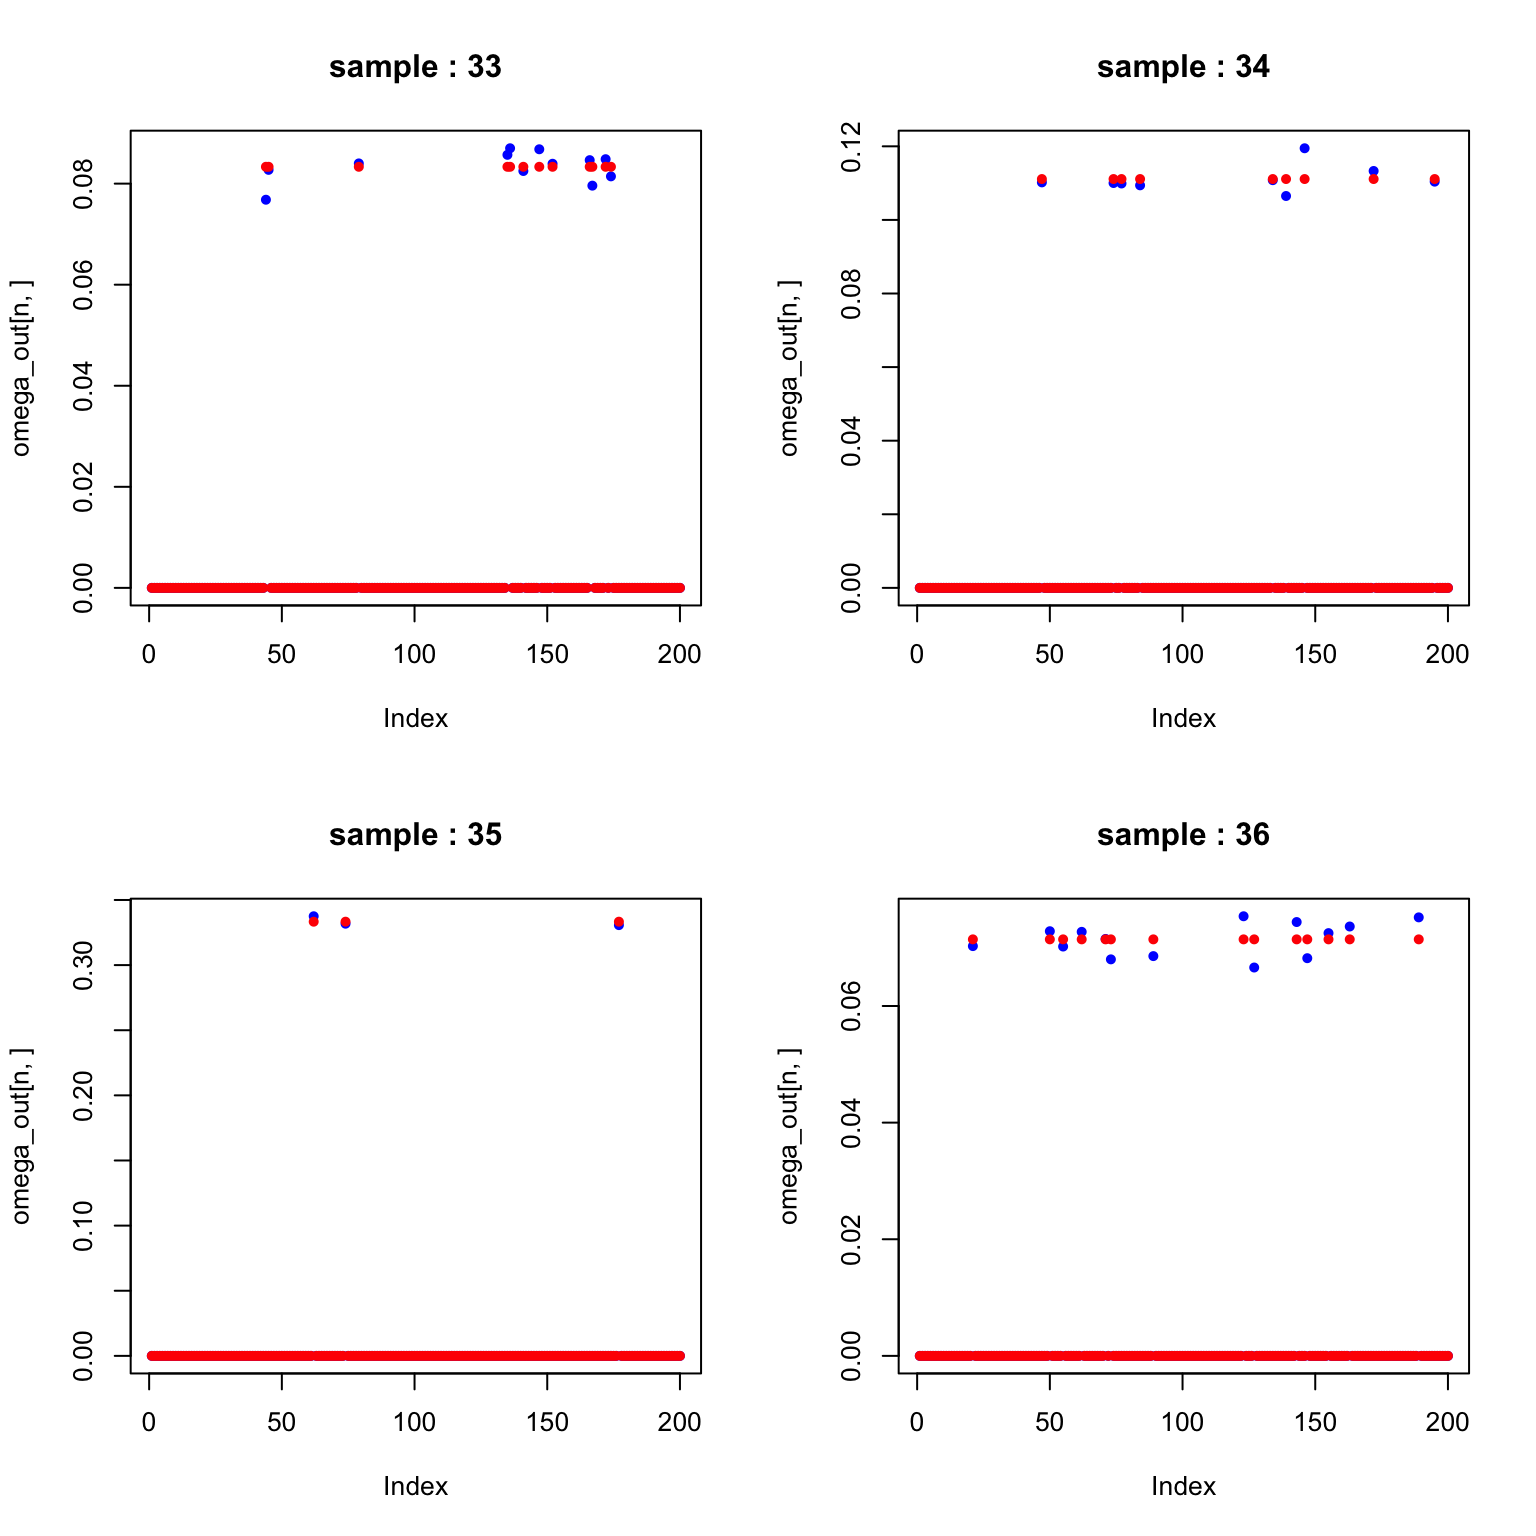 sample : 33
omega_out[n, ]
0.00 0.02 0.04 0.06 0.08
0 50 100 150 200
Index
sample : 34
omega_out[n, ]
0.00 0.04 0.08 0.12
0 50 100 150 200
Index
sample : 35
omega_out[n, ]
0.00 0.10 0.20 0.30
0 50 100 150 200
Index
sample : 36
omega_out[n, ]
0.00 0.02 0.04 0.06
0 50 100 150 200
Index